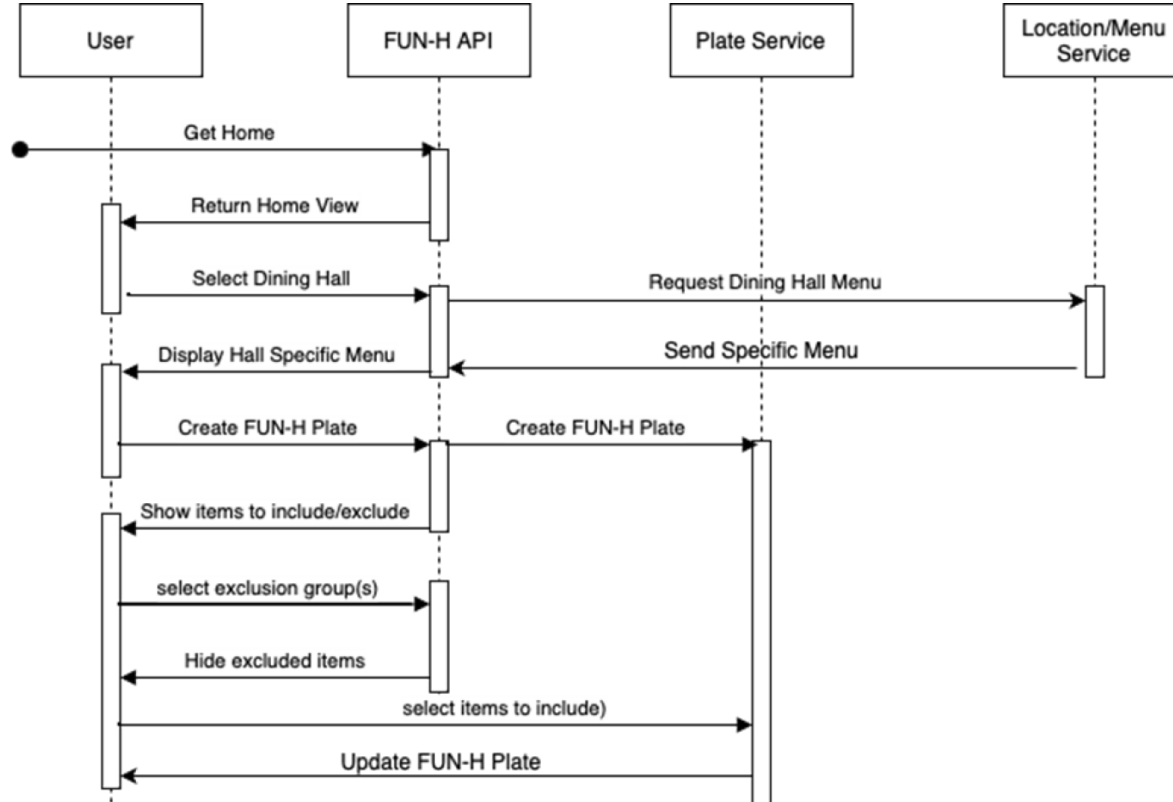 User
FUN-H API
Plate Service
Location/Menu
Service
Get Home
Return Home View
Select Dining Hall
Request Dining Hall Menu
Display Hall Specific Menu
Send Specific Menu
Create FUN-H Plate
Create FUN-H Plate
Show items to include/exclude
select exclusion group(s)
Hide excluded items
select items to include)
Update FUN-H Plate